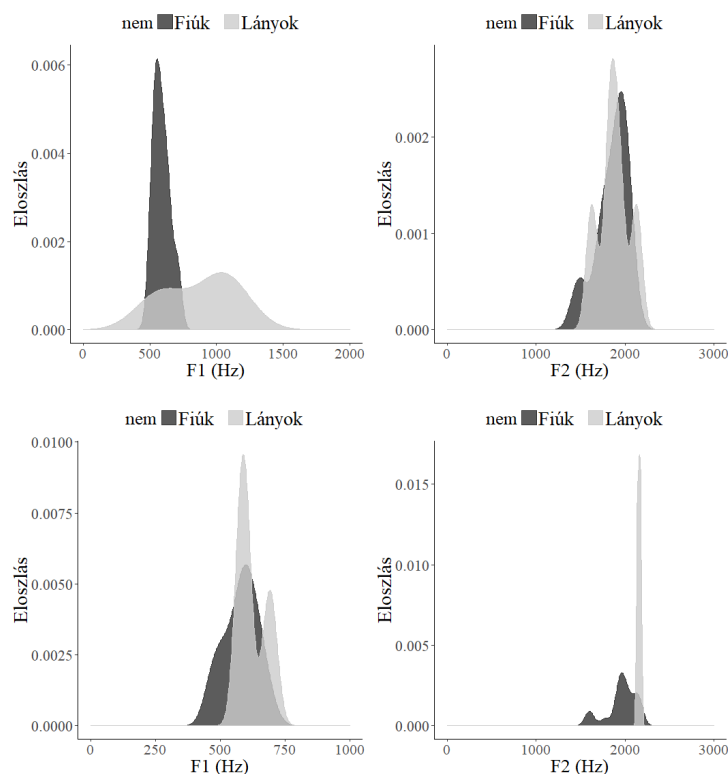 nem Fiúk Lányok
0.006
0.004
0.002
0.000
Eloszlás
0 500 1000 1500 2000
F1 (Hz)
nem Fiúk Lányok
0.002
0.001
0.000
Eloszlás
0 1000 2000 3000
F2 (Hz)
nem Fiúk Lányok
0.0100
0.0075
0.0050
0.0025
0.0000
Eloszlás
0 250 500 750 1000
F1 (Hz)
nem Fiúk Lányok
0.015
0.010
0.005
0.000
Eloszlás
0 1000 2000 3000
F2 (Hz)